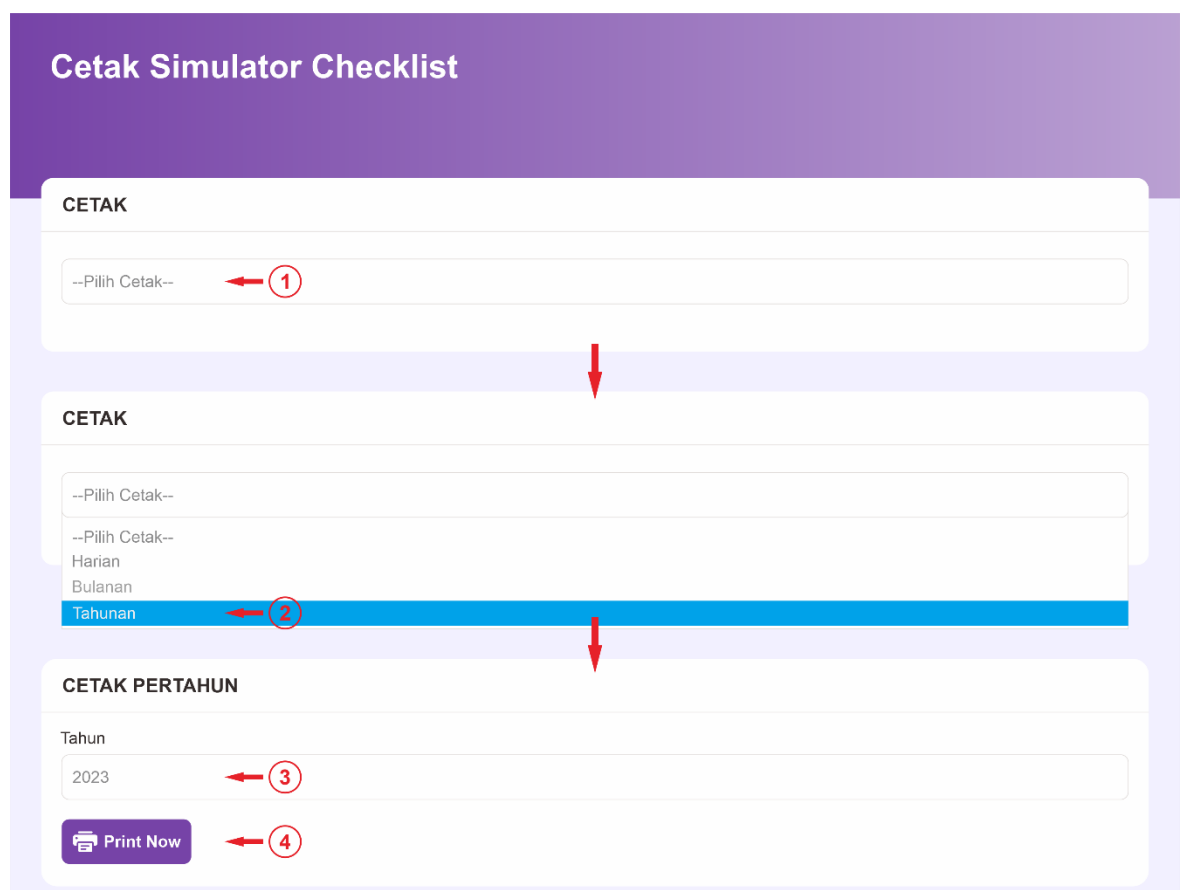 Cetak Simulator Checklist
CETAK
--Pilih Cetak--
1
CETAK
--Pilih Cetak--
--Pilih Cetak--
Harian
Bulanan
Tahunan
2
CETAK PERTAHUN
Tahun
2023
3
Print Now
4